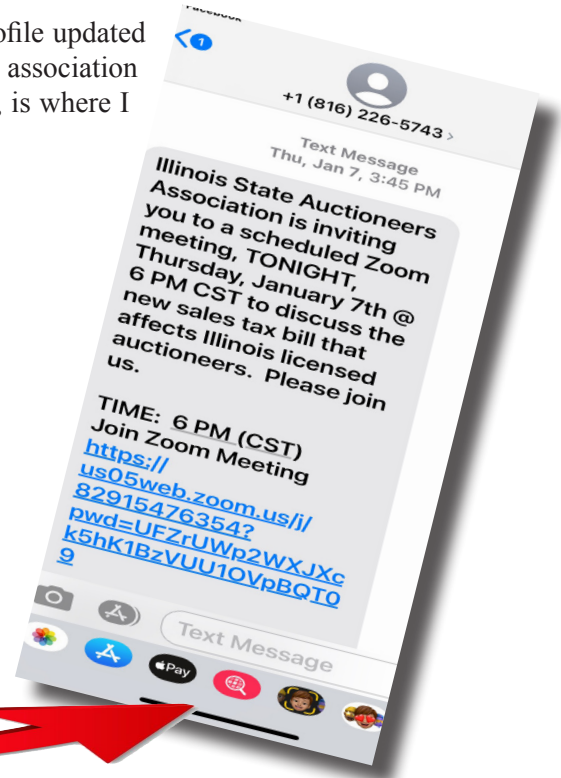 ofile updated
association
, is where I
Facebook
1
+1 (816) 226-5743 >
Text Message
Thu, Jan 7, 3:45 PM
Illinois State Auctioneers
Association is inviting
you to a scheduled Zoom
meeting, TONIGHT,
Thursday, January 7th @
6 PM CST to discuss the
new sales tax bill that
affects Illinois licensed
auctioneers.  Please join
us.
TIME:  6 PM (CST)
Join Zoom Meeting
https://
us05web.zoom.us/j/
82915476354?
pwd=UFZrUWp2WXJXc
k5hK1BzVUU1OVpBQT0
9
Text Message
Pay